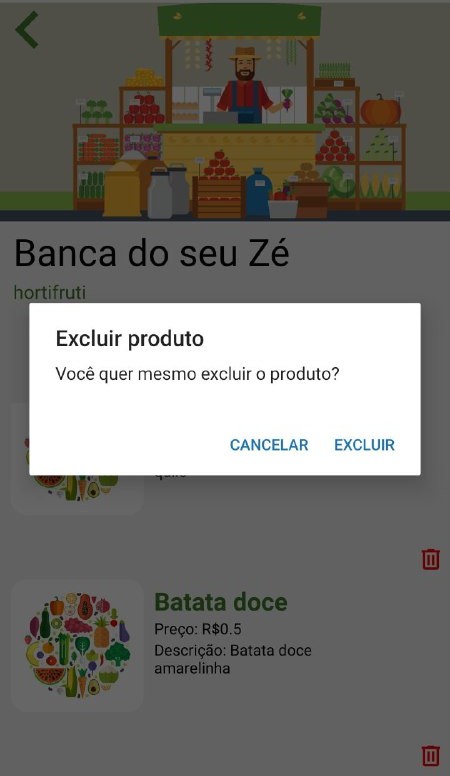 Banca do seu Zé
hortifruti
Excluir produto
Você quer mesmo excluir o produto?
CANCELAR EXCLUIR
Batata doce
Preço: R$0.5
Descrição: Batata doce
amarelinha